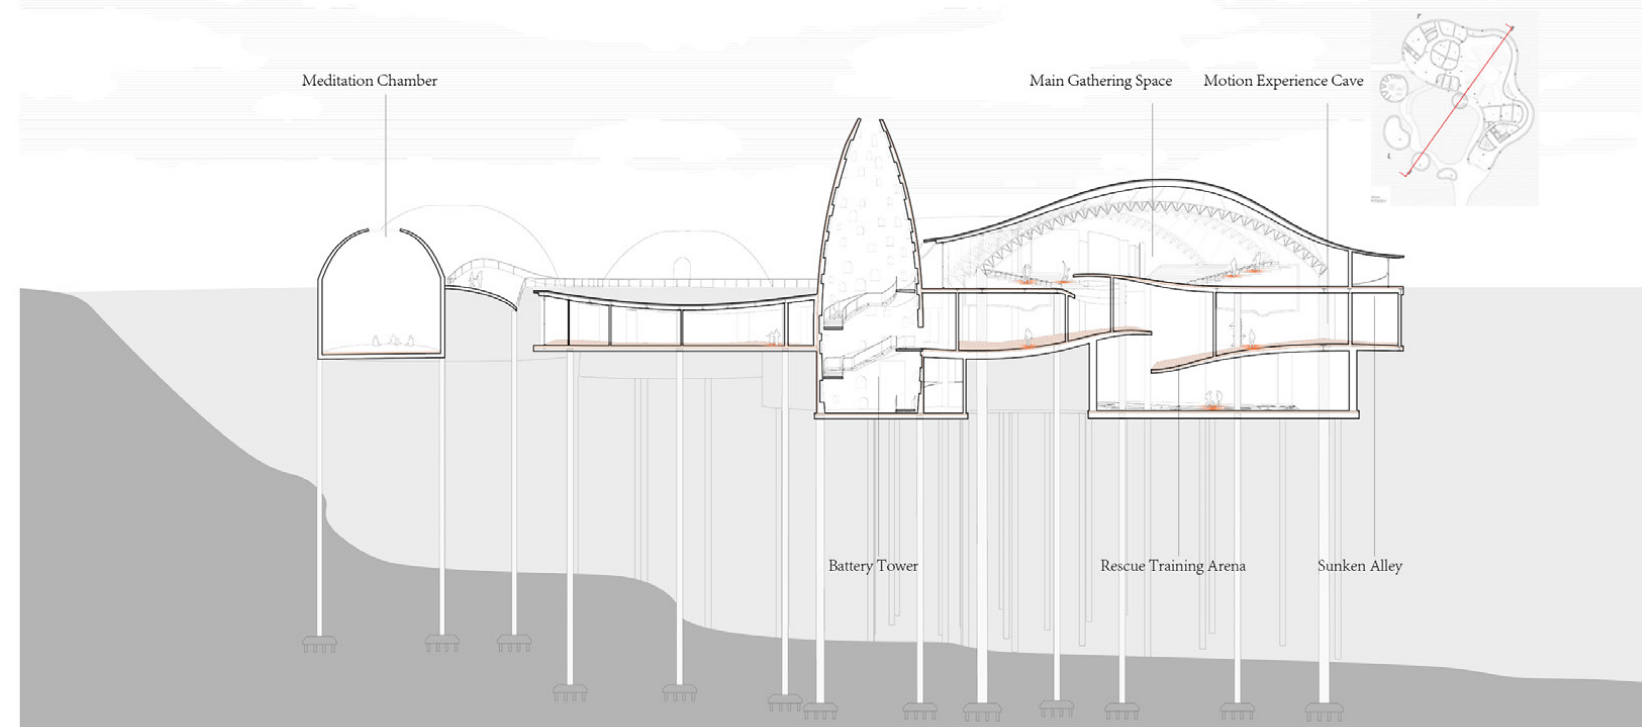 Meditation Chamber
Main Gathering Space
Motion Experience Cave
Battery Tower
Rescue Training Arena
Sunken Alley